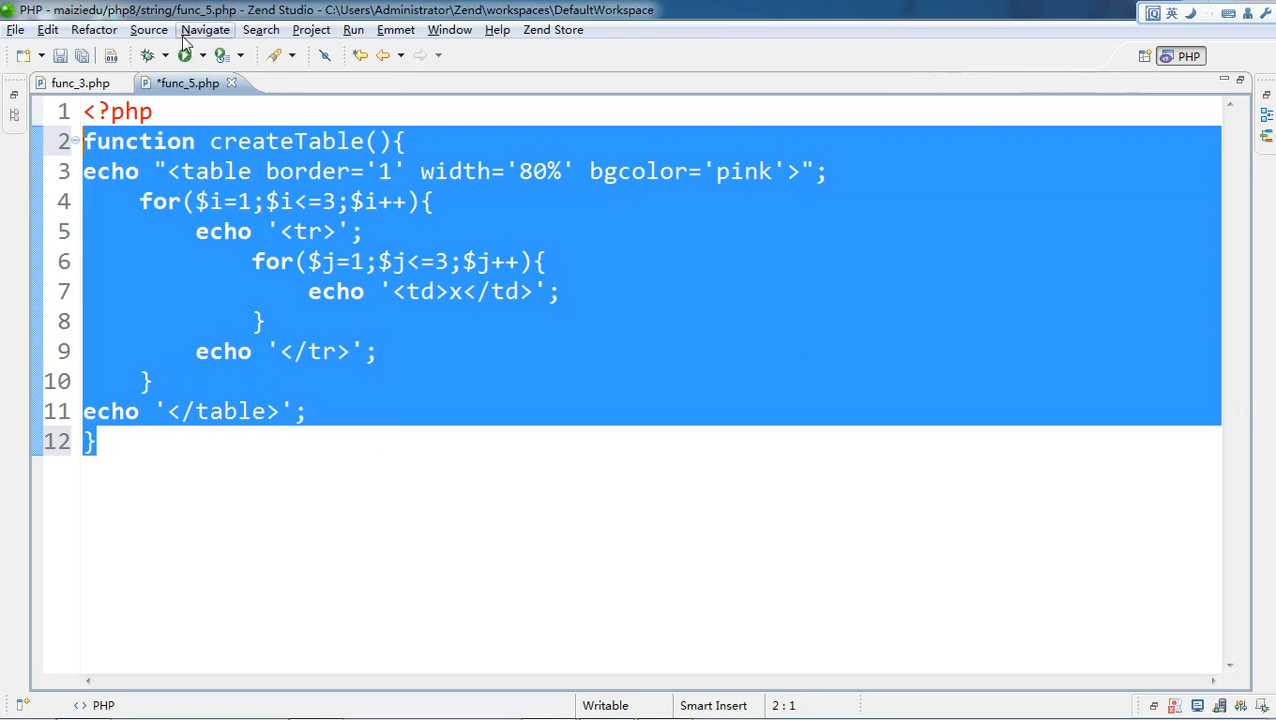 PHP - maiziedu/php8/string/func_5.php - Zend Studio - C:\Users\Administrator\Zend\workspaces\DefaultWorkspace
英
File Edit Refactor Source Navigate Search Project Run Emmet Window Help Zend Store
PHP
func_3.php *func_5.php
1 <?php
2 function createTable(){
3 echo "<table border='1' width='80%' bgcolor='pink'>";
4 for($i=1;$i<=3;$i++){
5 echo '<tr>';
6 for($j=1;$j<=3;$j++){
7 echo '<td>x</td>';
8 }
9 echo '</tr>';
10 }
11 echo '</table>';
12 }
<> PHP Writable Smart Insert 2 : 1